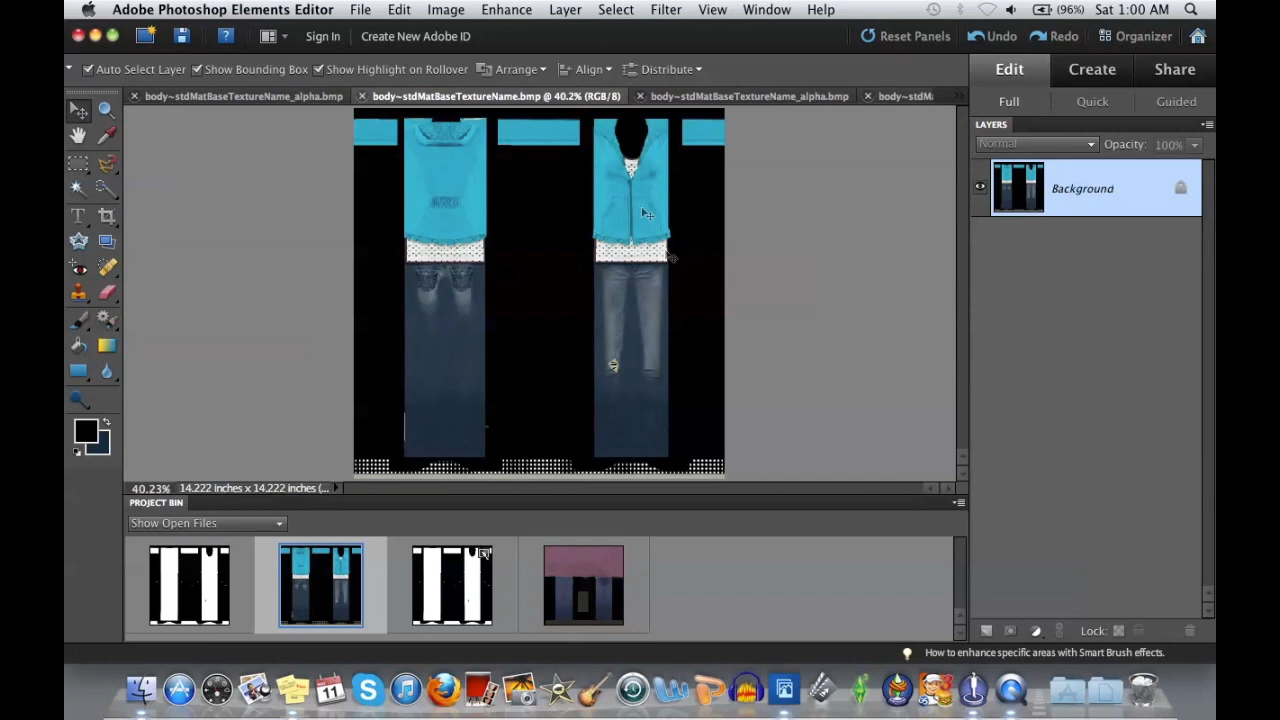 Adobe Photoshop Elements Editor File Edit Image Enhance Layer Select Filter View Window Help (96%) Sat 1:00 AM
Sign In Create New Adobe ID Reset Panels Undo Redo Organizer
Auto Select Layer Show Bounding Box Show Highlight on Rollover Arrange Align Distribute Edit Create Share
body~stdMatBaseTextureName_alpha.bmp body~stdMatBaseTextureName.bmp @ 40.2% (RGB/8) body~stdMatBaseTextureName_alpha.bmp body~stdMa
Full Quick Guided
LAYERS
Normal Opacity: 100%
Background
40.23% 14.222 inches x 14.222 inches (...
PROJECT BIN
Show Open Files
Lock:
How to enhance specific areas with Smart Brush effects.